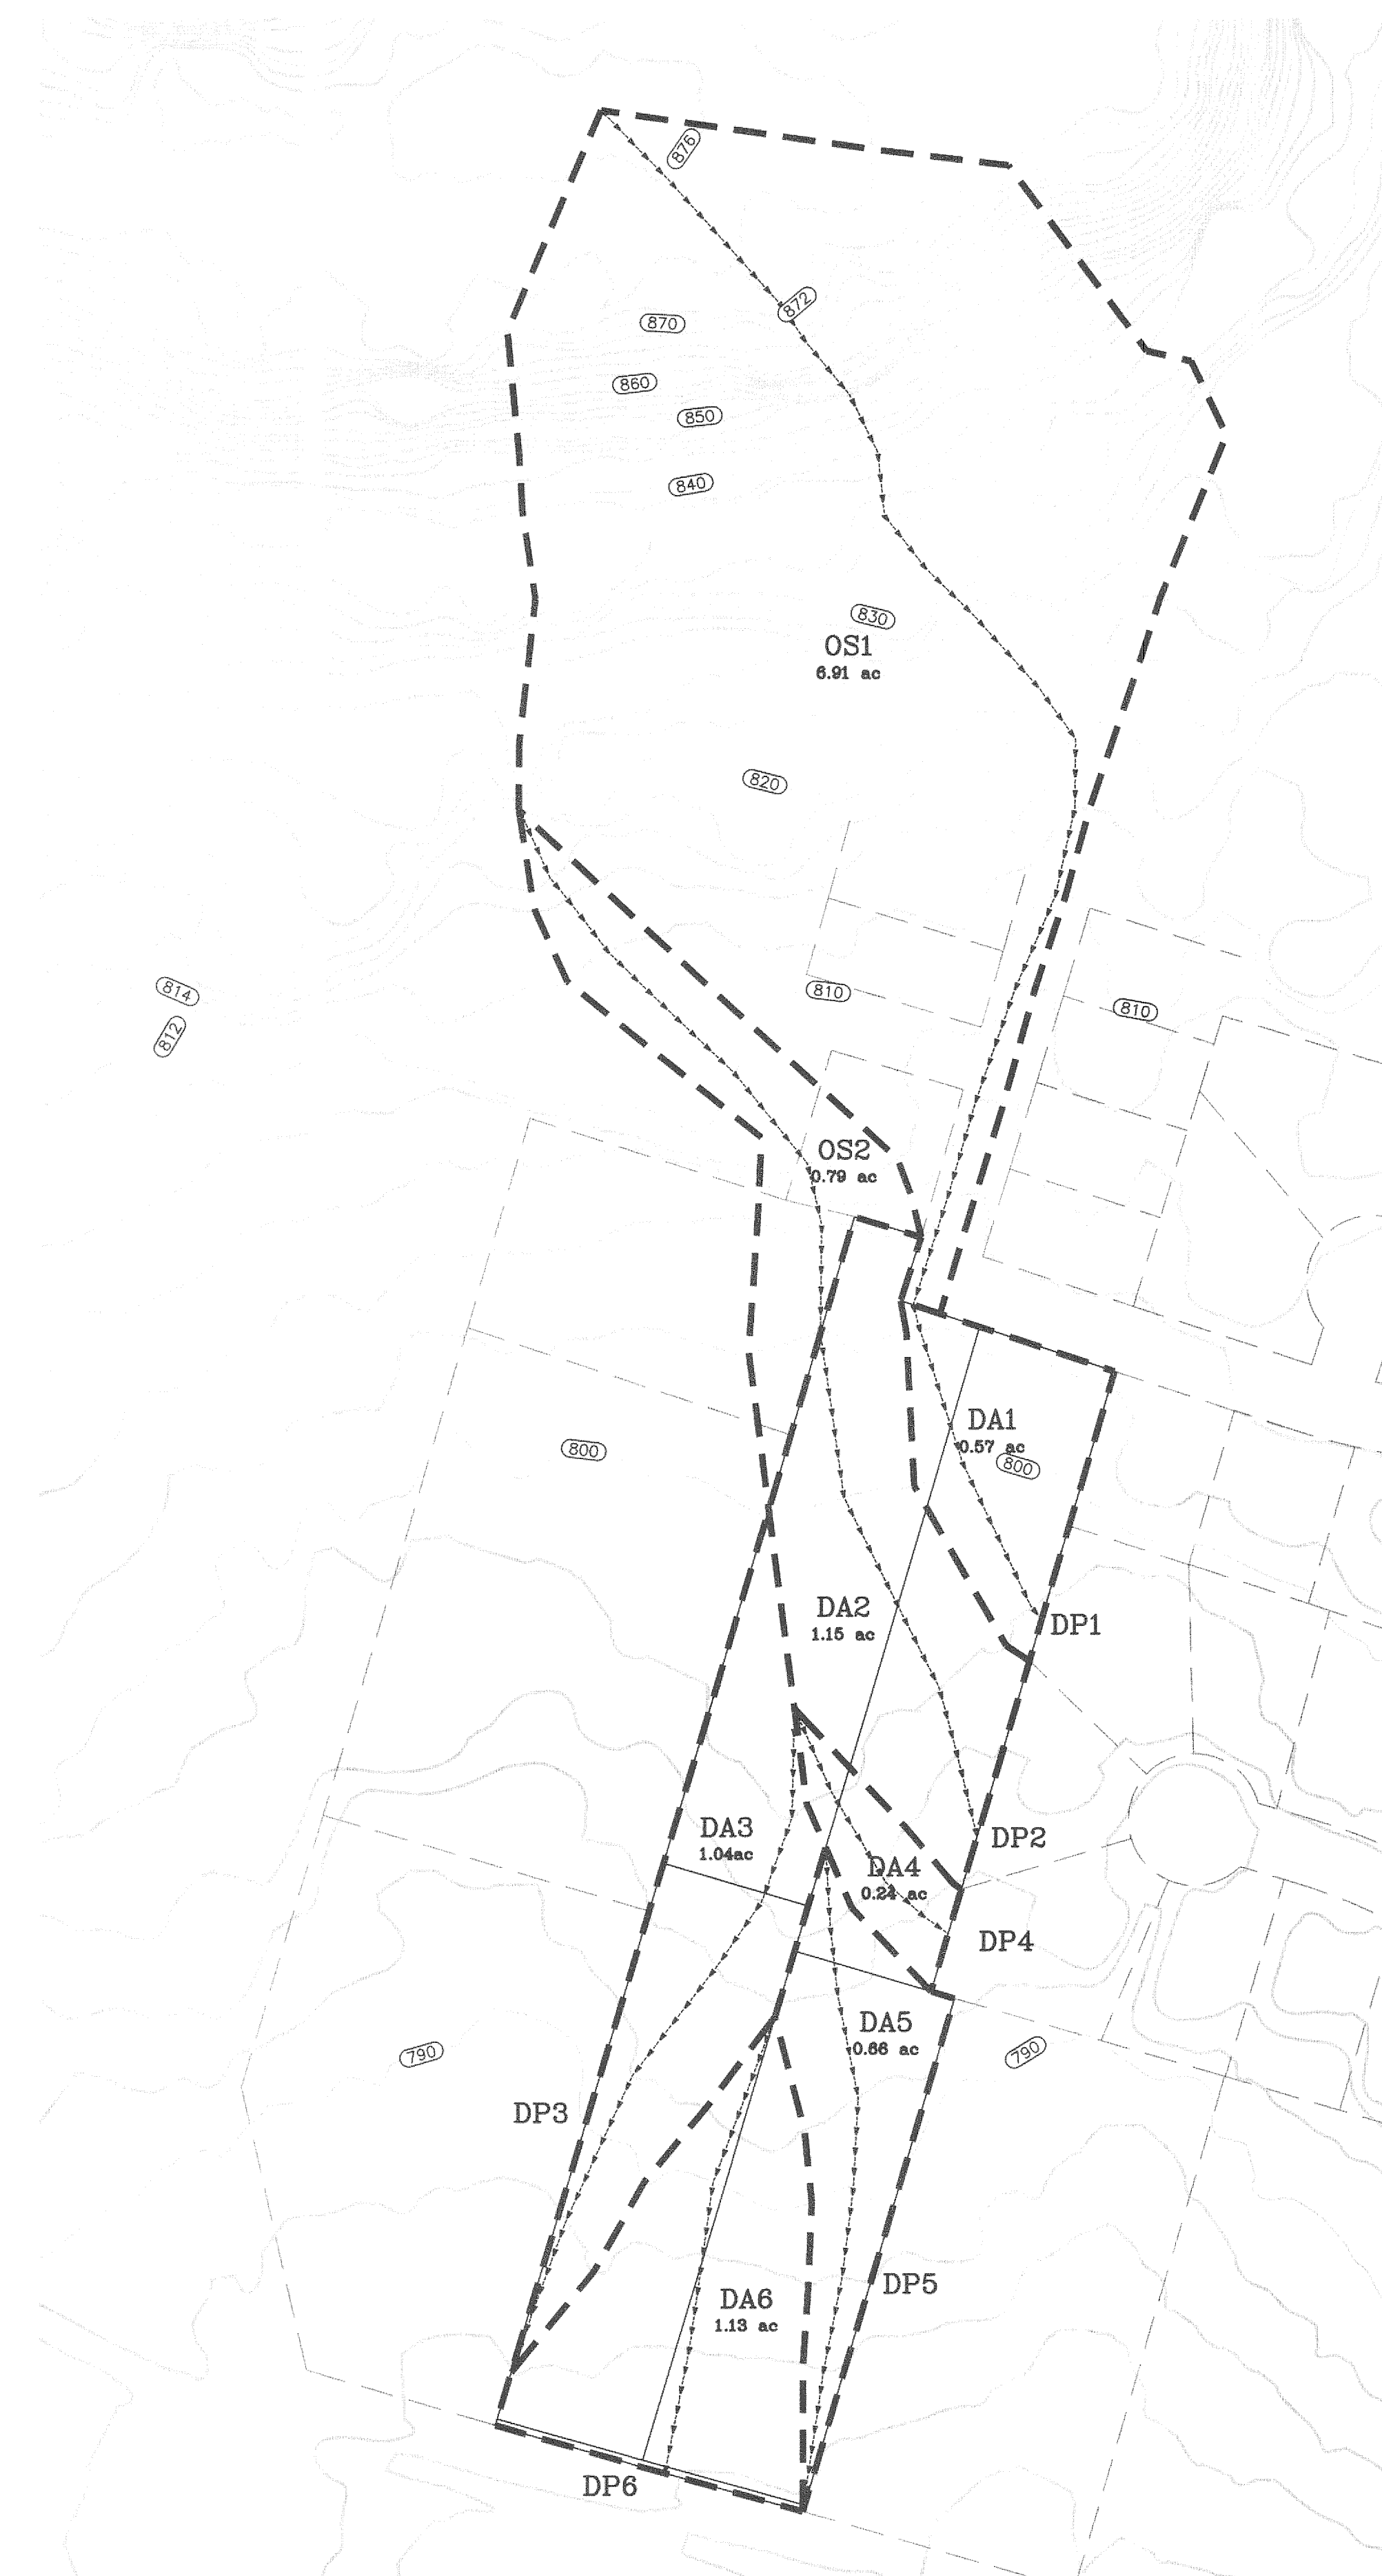 876
872
870
860
850
840
830
OS1
6.91 ac
820
814
810
810
812
OS2
0.79 ac
DA1
0.57 ac
800
800
DA2
1.15 ac
DP1
DA3
1.04ac
DP2
DA4
0.24 ac
DP4
DA5
0.66 ac
790
790
DP3
DP5
DA6
1.13 ac
DP6